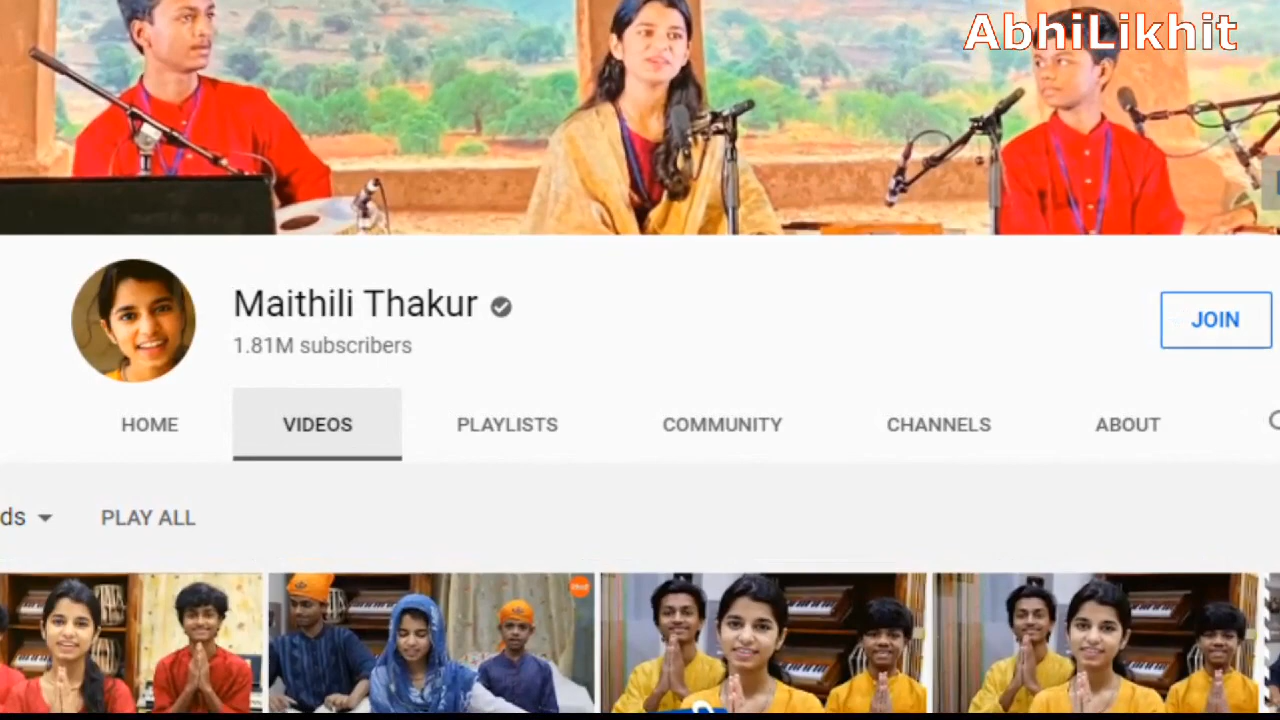 AbhiLikhit
Maithili Thakur
1.81M subscribers
JOIN
HOME VIDEOS PLAYLISTS COMMUNITY CHANNELS ABOUT
ds PLAY ALL